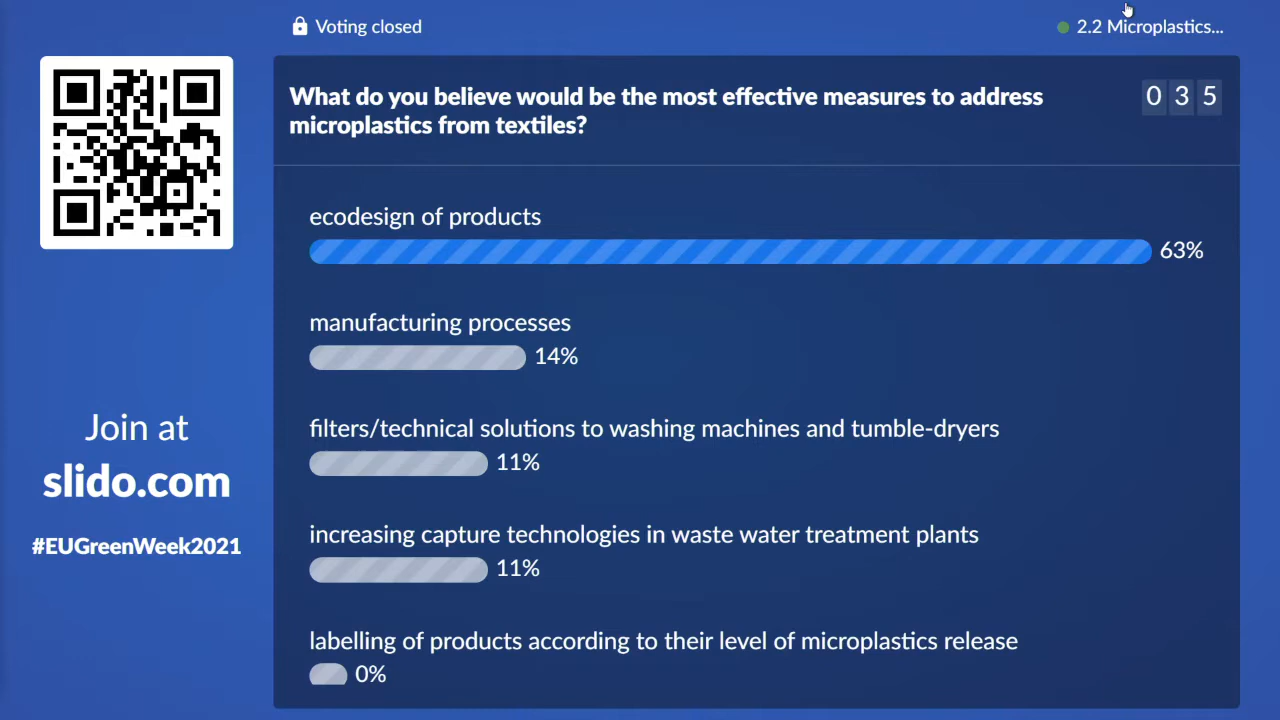 Voting closed
2.2 Microplastics...
What do you believe would be the most effective measures to address
microplastics from textiles?
035
ecodesign of products
63%
manufacturing processes
14%
filters/technical solutions to washing machines and tumble-dryers
11%
increasing capture technologies in waste water treatment plants
11%
labelling of products according to their level of microplastics release
0%
Join at
slido.com
#EUGreenWeek2021